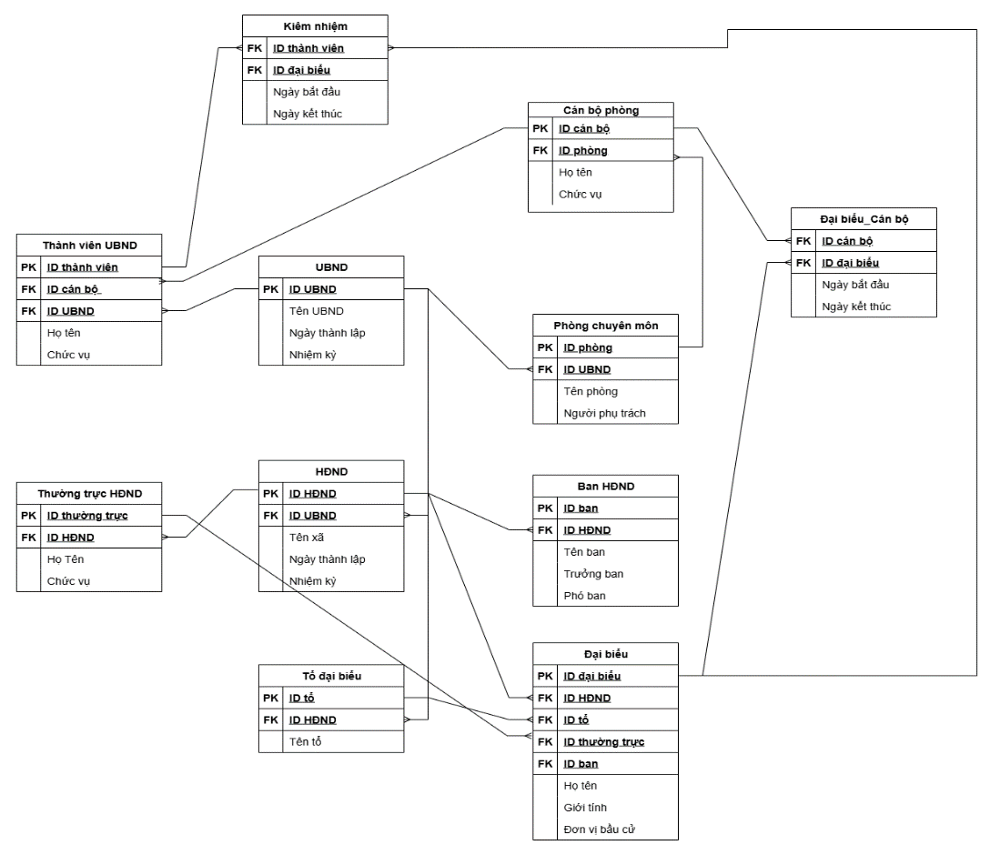 Kiêm nhiệm
FK ID thành viên
FK ID đại biểu
Ngày bắt đầu
Ngày kết thúc
Cán bộ phòng
PK ID cán bộ
FK ID phòng
Họ tên
Chức vụ
Đại biểu_Cán bộ
FK ID cán bộ
FK ID đại biểu
Ngày bắt đầu
Ngày kết thúc
Thành viên UBND
PK ID thành viên
FK ID cán bộ
FK ID UBND
Họ tên
Chức vụ
UBND
PK ID UBND
Tên UBND
Ngày thành lập
Nhiệm kỳ
Phòng chuyên môn
PK ID phòng
FK ID UBND
Tên phòng
Người phụ trách
Thường trực HĐND
PK ID thường trực
FK ID HĐND
Họ Tên
Chức vụ
HĐND
PK ID HĐND
FK ID UBND
Tên xã
Ngày thành lập
Nhiệm kỳ
Ban HĐND
PK ID ban
FK ID HĐND
Tên ban
Trưởng ban
Phó ban
Tổ đại biểu
PK ID tổ
FK ID HĐND
Tên tổ
Đại biểu
PK ID đại biểu
FK ID HĐND
FK ID tổ
FK ID thường trực
FK ID ban
Họ tên
Giới tính
Đơn vị bầu cử